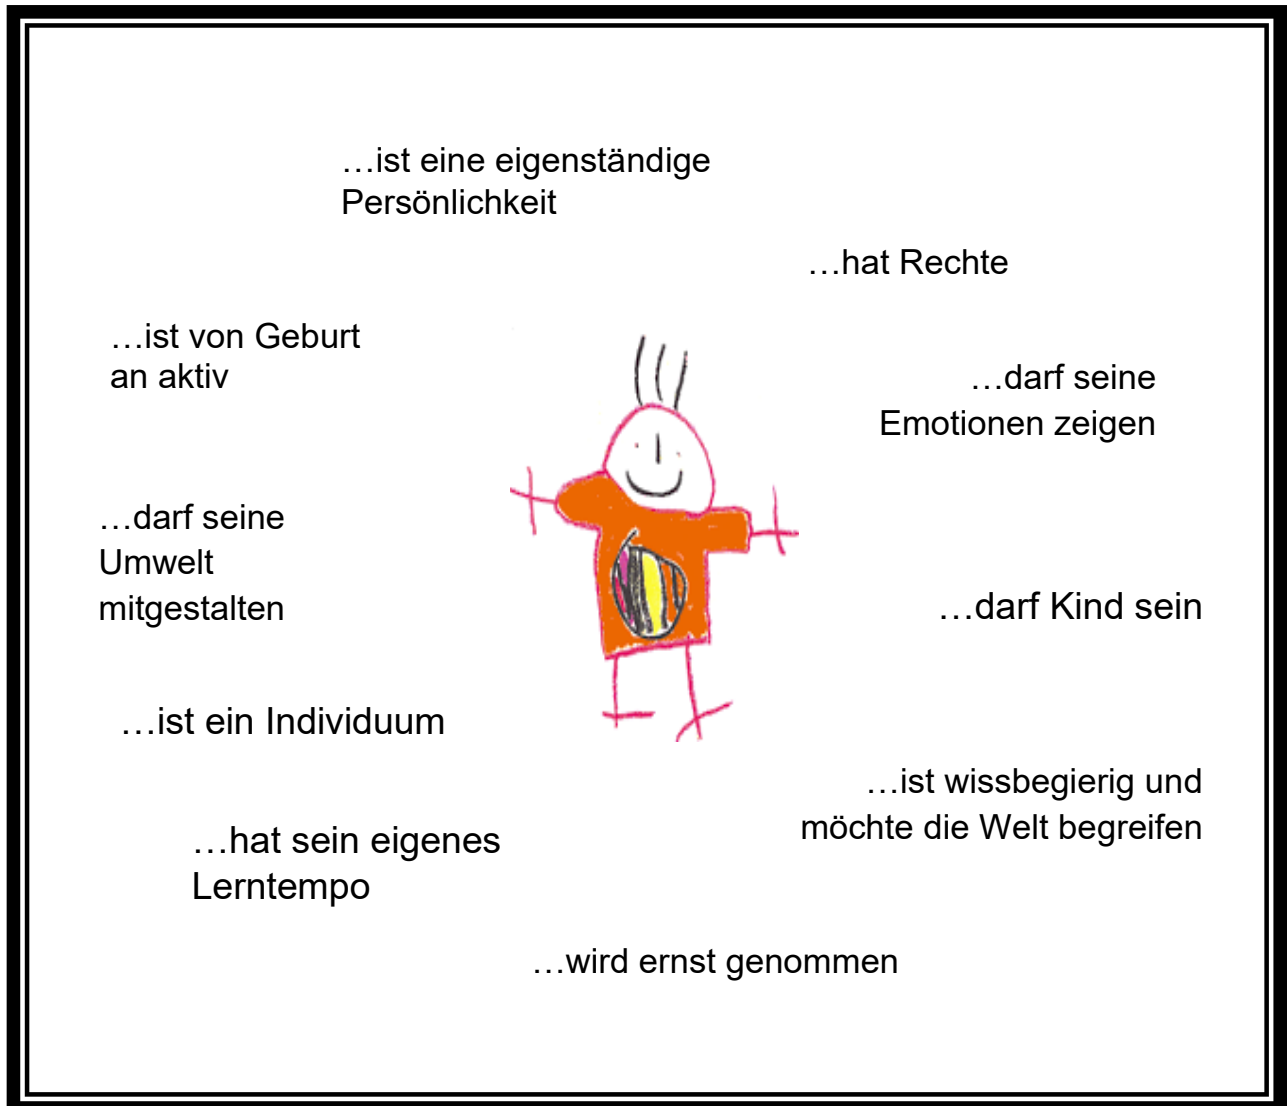 …ist eine eigenständige
Persönlichkeit
…hat Rechte
…ist von Geburt
an aktiv
…darf seine
Emotionen zeigen
…darf seine
Umwelt
mitgestalten
…darf Kind sein
…ist ein Individuum
…ist wissbegierig und
möchte die Welt begreifen
…hat sein eigenes
Lerntempo
…wird ernst genommen